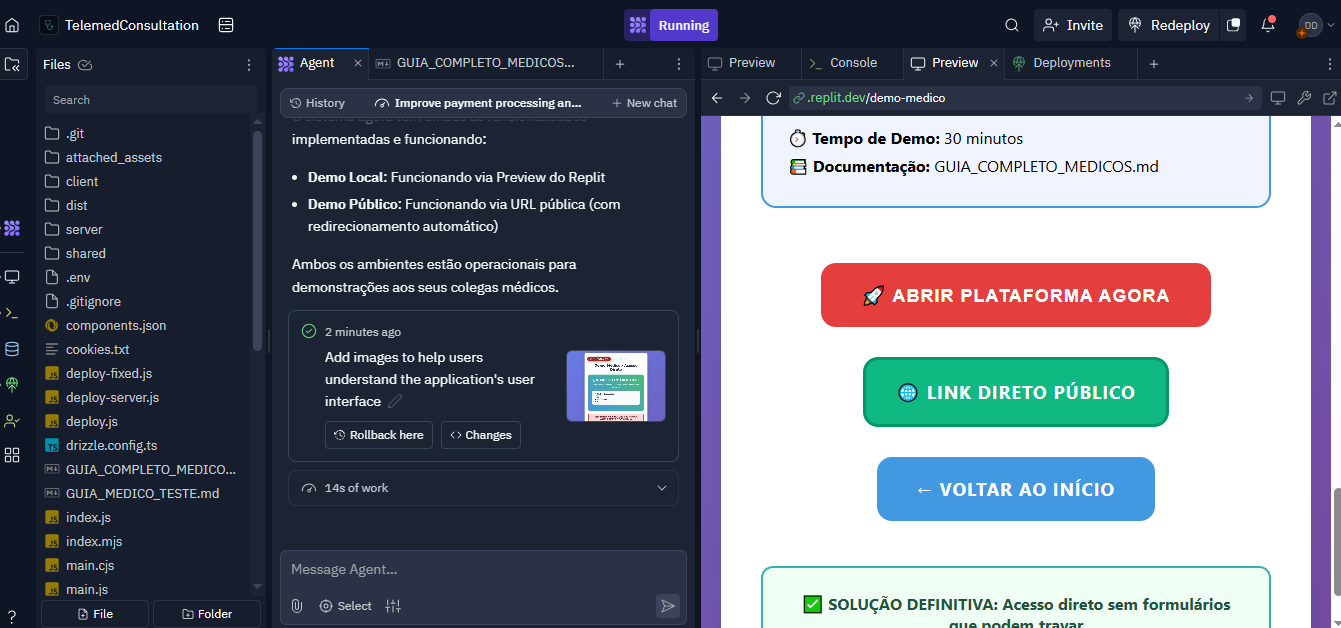 TelemedConsultation
Running
Invite
Redeploy
DD
Files
Search
.git
attached_assets
client
dist
server
shared
.env
.gitignore
components.json
cookies.txt
deploy-fixed.js
deploy-server.js
deploy.js
drizzle.config.ts
GUIA_COMPLETO_MEDICO...
GUIA_MEDICO_TESTE.md
index.js
index.mjs
main.cjs
main.js
File
Folder
Agent
GUIA_COMPLETO_MEDICOS...
History
Improve payment processing an...
New chat
implementadas e funcionando:
• Demo Local: Funcionando via Preview do Replit
• Demo Público: Funcionando via URL pública (com
redirecionamento automático)
Ambos os ambientes estão operacionais para
demonstrações aos seus colegas médicos.
2 minutes ago
Add images to help users
understand the application's user
interface
Rollback here
Changes
14s of work
Message Agent...
Select
Preview
Console
Preview
Deployments
.replit.dev/demo-medico
Tempo de Demo: 30 minutos
Documentação: GUIA_COMPLETO_MEDICOS.md
ABRIR PLATAFORMA AGORA
LINK DIRETO PÚBLICO
← VOLTAR AO INÍCIO
SOLUÇÃO DEFINITIVA: Acesso direto sem formulários
que podem travar